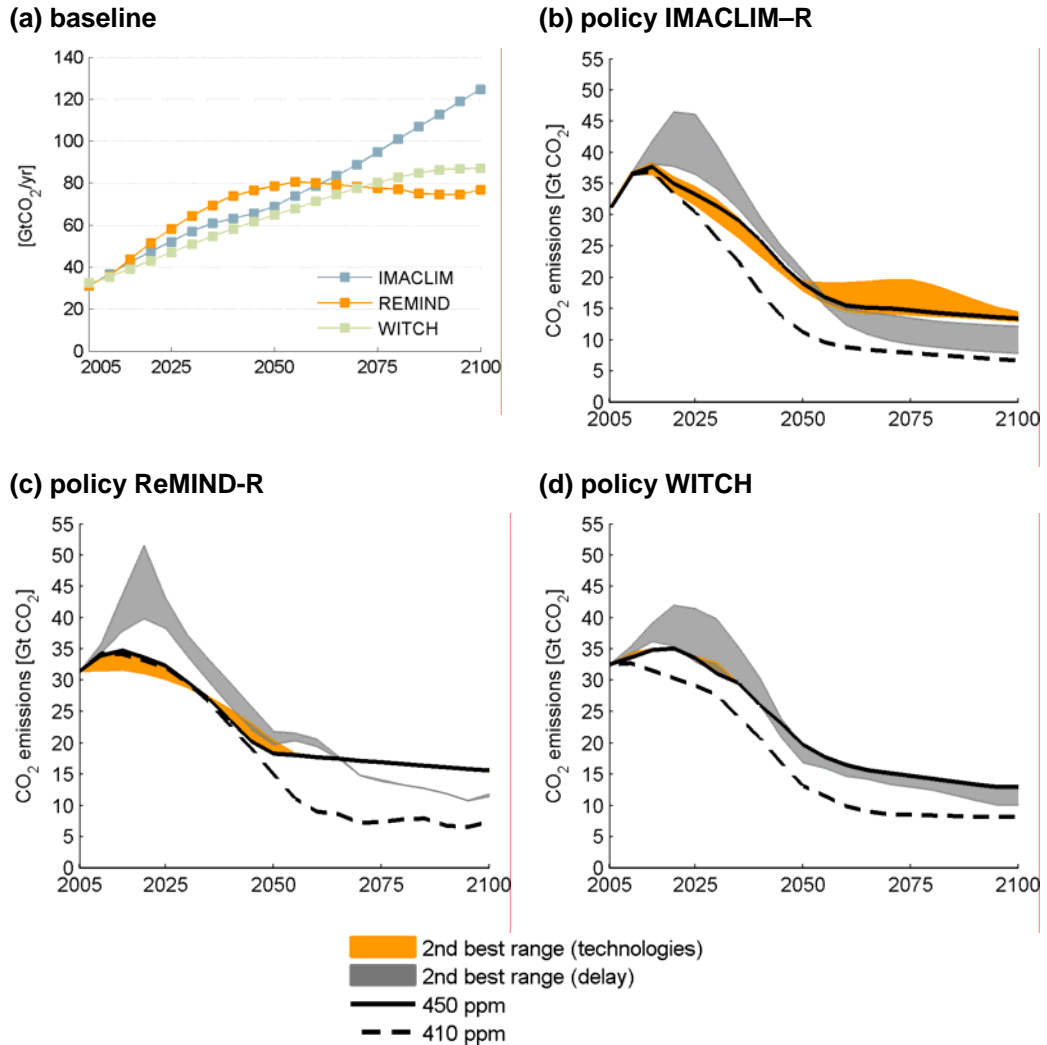 (a) baseline
140
120
100
80
60
40
20
0
[GtCO2/yr]
IMACLIM
REMIND
WITCH
2005 2025 2050 2075 2100
(b) policy IMACLIM–R
55
50
45
40
35
30
25
20
15
10
5
0
CO2 emissions [Gt CO2]
2005 2025 2050 2075 2100
(c) policy ReMIND-R
55
50
45
40
35
30
25
20
15
10
5
0
CO2 emissions [Gt CO2]
2005 2025 2050 2075 2100
(d) policy WITCH
55
50
45
40
35
30
25
20
15
10
5
0
CO2 emissions [Gt CO2]
2005 2025 2050 2075 2100
2nd best range (technologies)
2nd best range (delay)
450 ppm
410 ppm